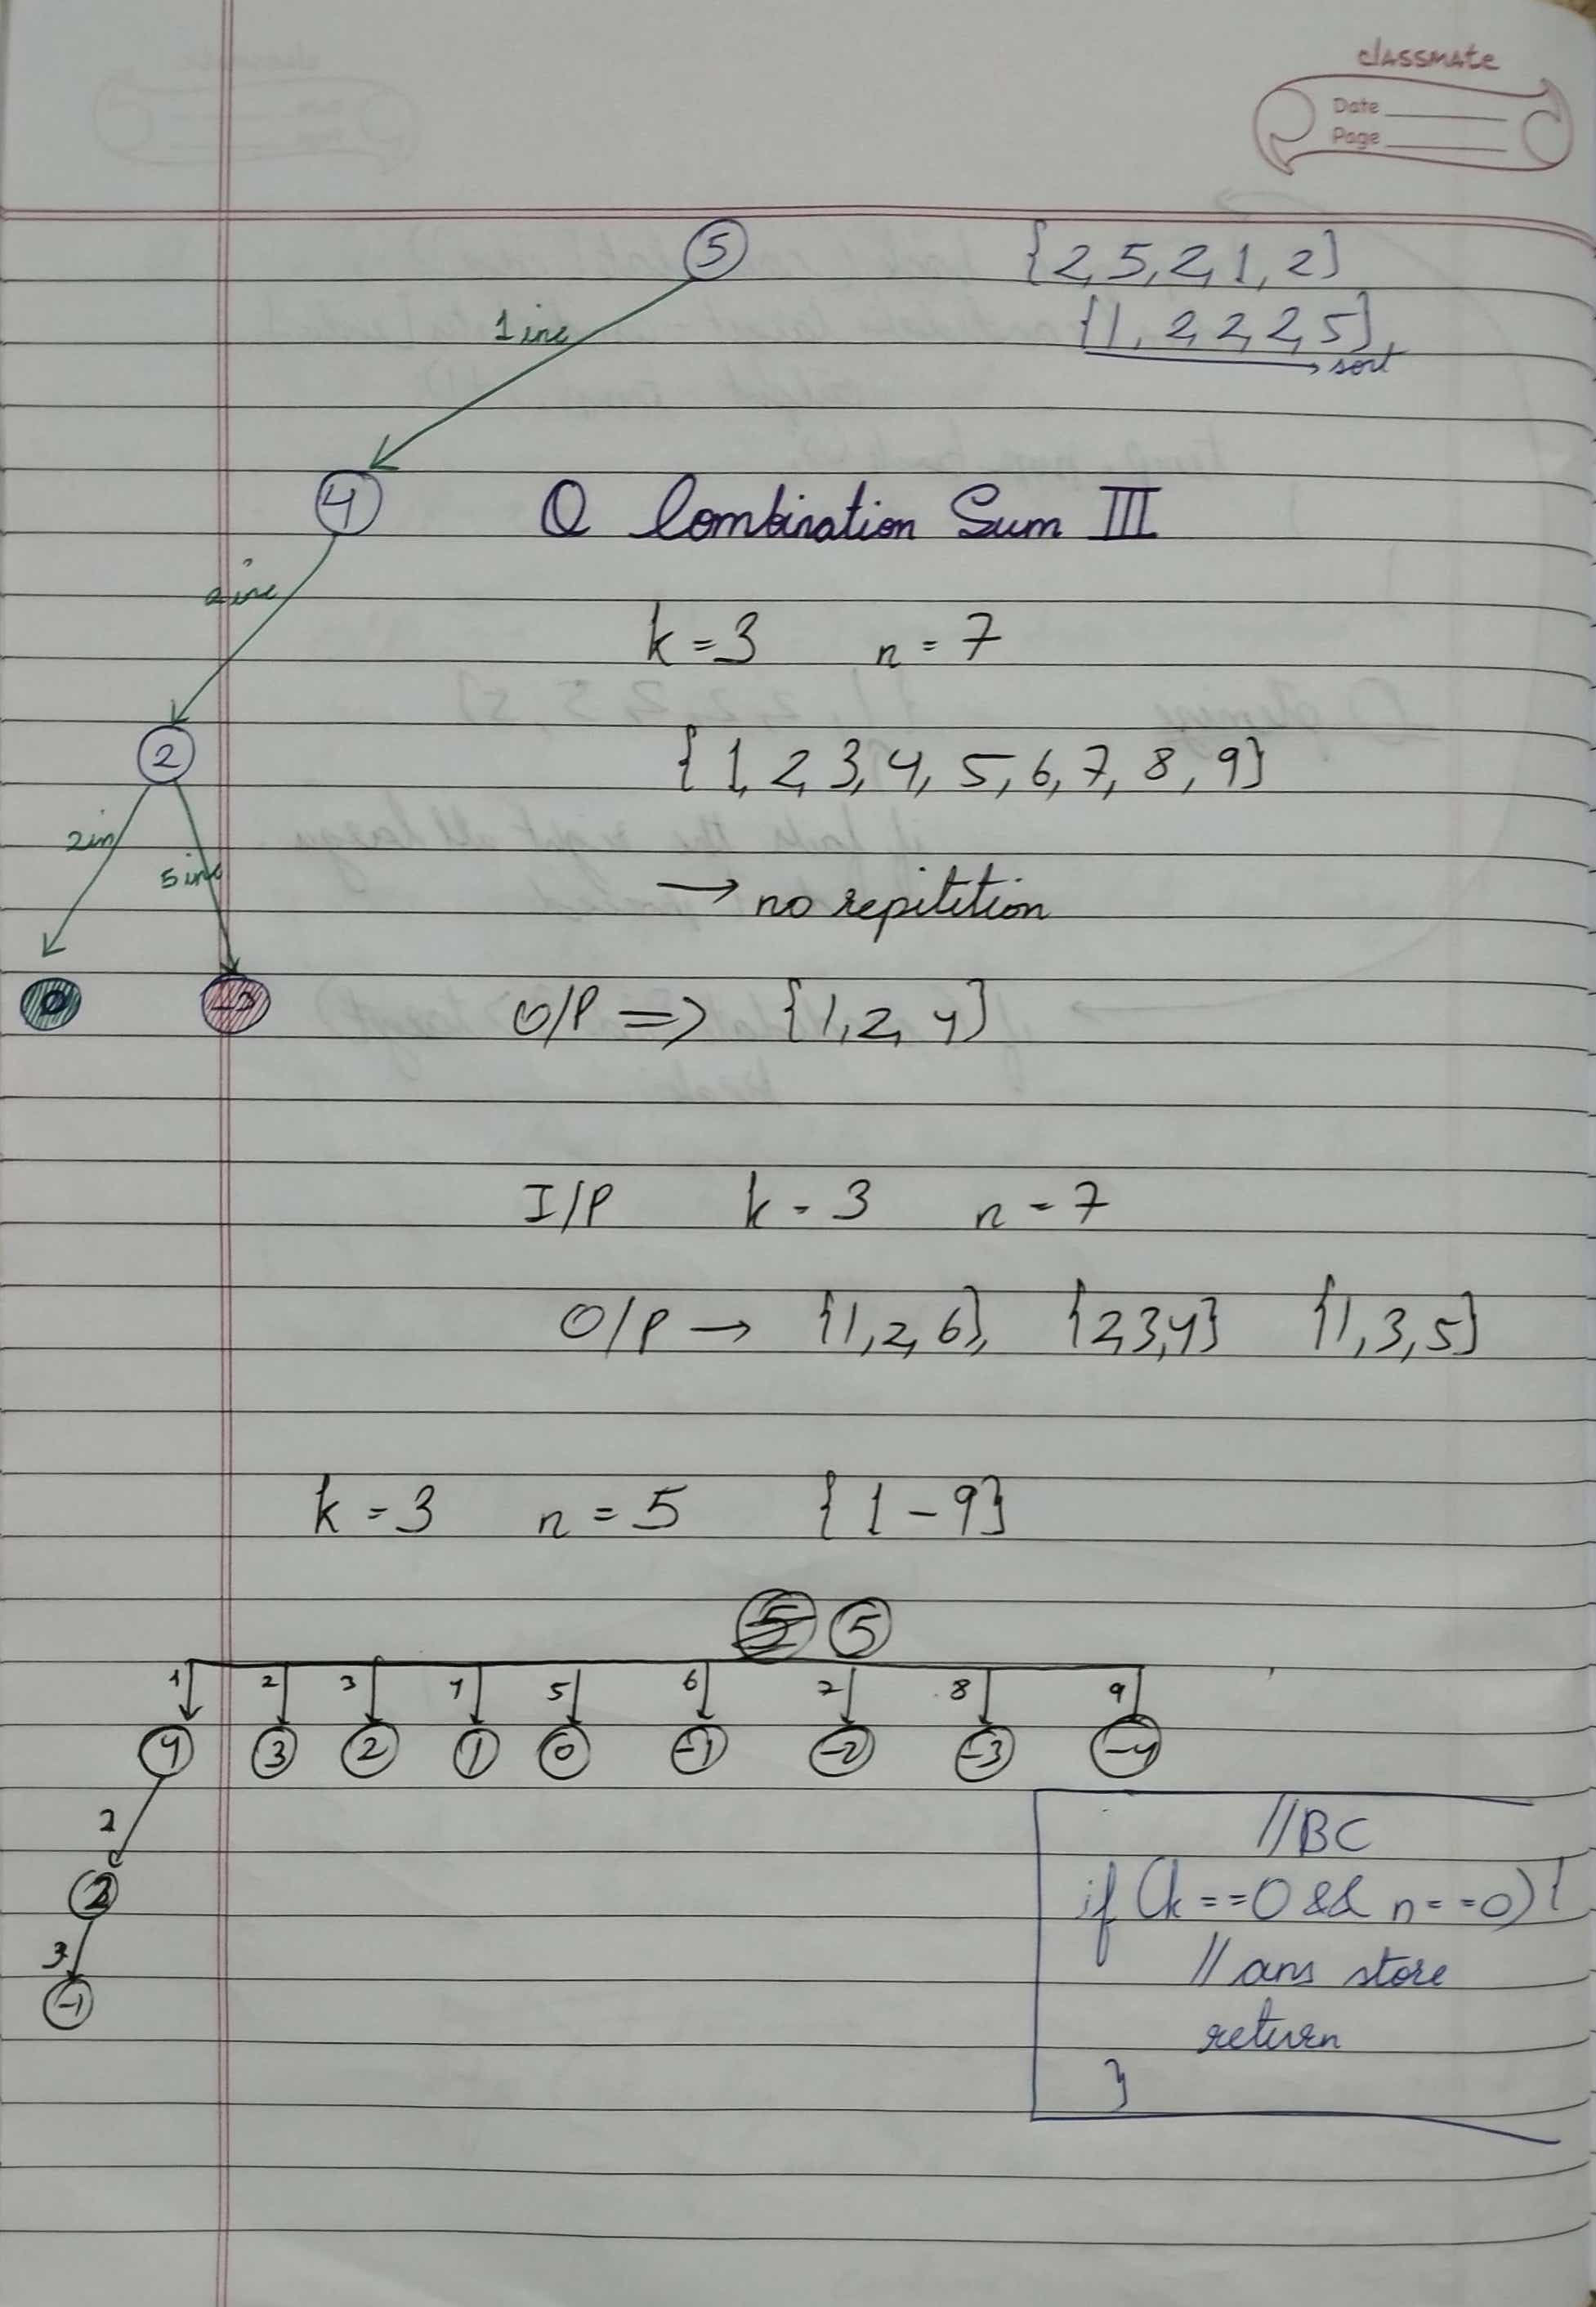 classmate
Date
Page
5 {2,5,2,1,2}
1 inc {1, 2, 2, 2, 5}
→ sort
4 Q Combination Sum III
2 inc
k = 3 n = 7
2 {1, 2, 3, 4, 5, 6, 7, 8, 9}
2 in 5 inc
→ no repitition
0 -3 O/P => {1, 2, 4}
I/P k = 3 n = 7
O/P → {1, 2, 6}, {2,3,4} {1, 3, 5}
k = 3 n = 5 {1 - 9}
5 5
1 2 3 4 5 6 7 8 9
4 3 2 1 0 -1 -2 -3 -4
2
2
3
-1
//BC
if (k == 0 && n == 0) {
// ans store
return
}